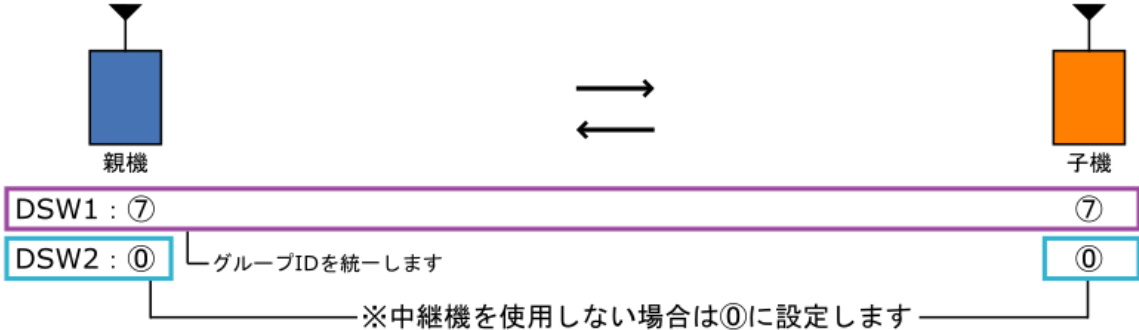 親機
子機
DSW1：⑦ ⑦
DSW2：⓪ ⓪
グループIDを統一します
※中継機を使用しない場合は⓪に設定します